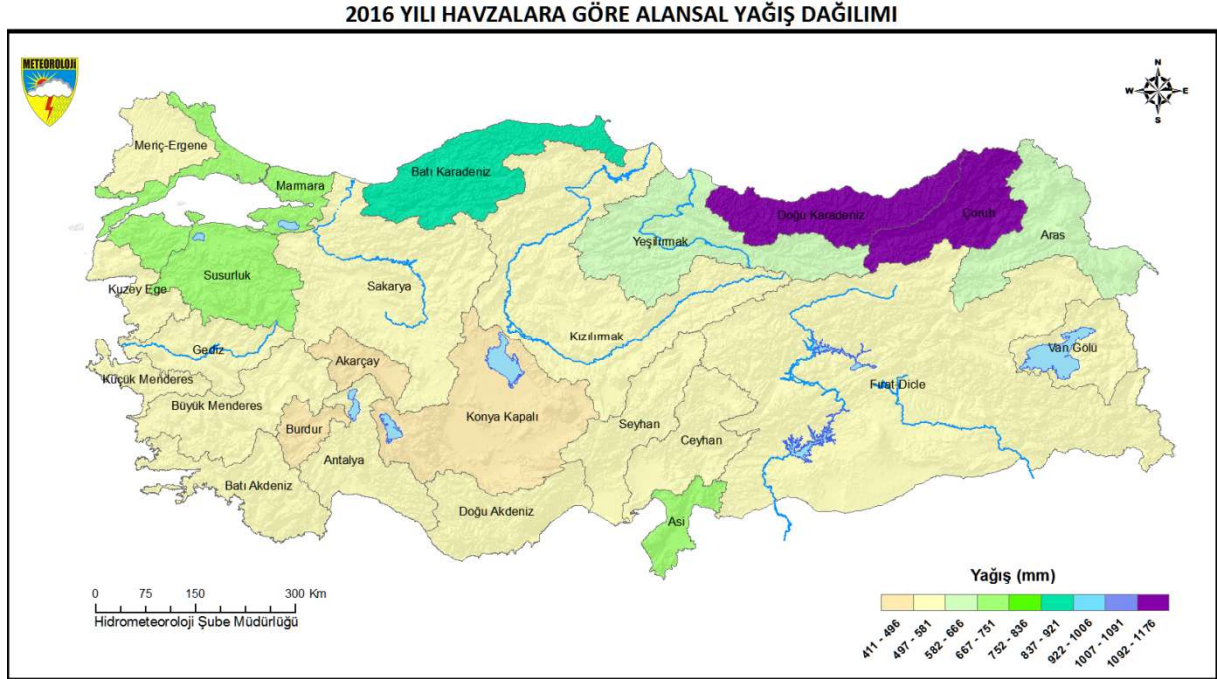 2016 YILI HAVZALARA GÖRE ALANSAL YAĞIŞ DAĞILIMI
METEOROLOJİ
N
W E
S
Meriç-Ergene
Marmara
Batı Karadeniz
Doğu Karadeniz
Çoruh
Yeşilırmak
Aras
Susurluk
Kuzey Ege
Sakarya
Kızılırmak
Gediz
Van Gölü
Akarçay
Küçük Menderes
Fırat-Dicle
Büyük Menderes
Konya Kapalı
Burdur
Seyhan
Ceyhan
Antalya
Batı Akdeniz
Doğu Akdeniz
Asi
Yağış (mm)
411 - 496
497 - 581
582 - 666
667 - 751
752 - 836
837 - 921
922 - 1006
1007 - 1091
1092 - 1176
0 75 150 300 Km
Hidrometeoroloji Şube Müdürlüğü